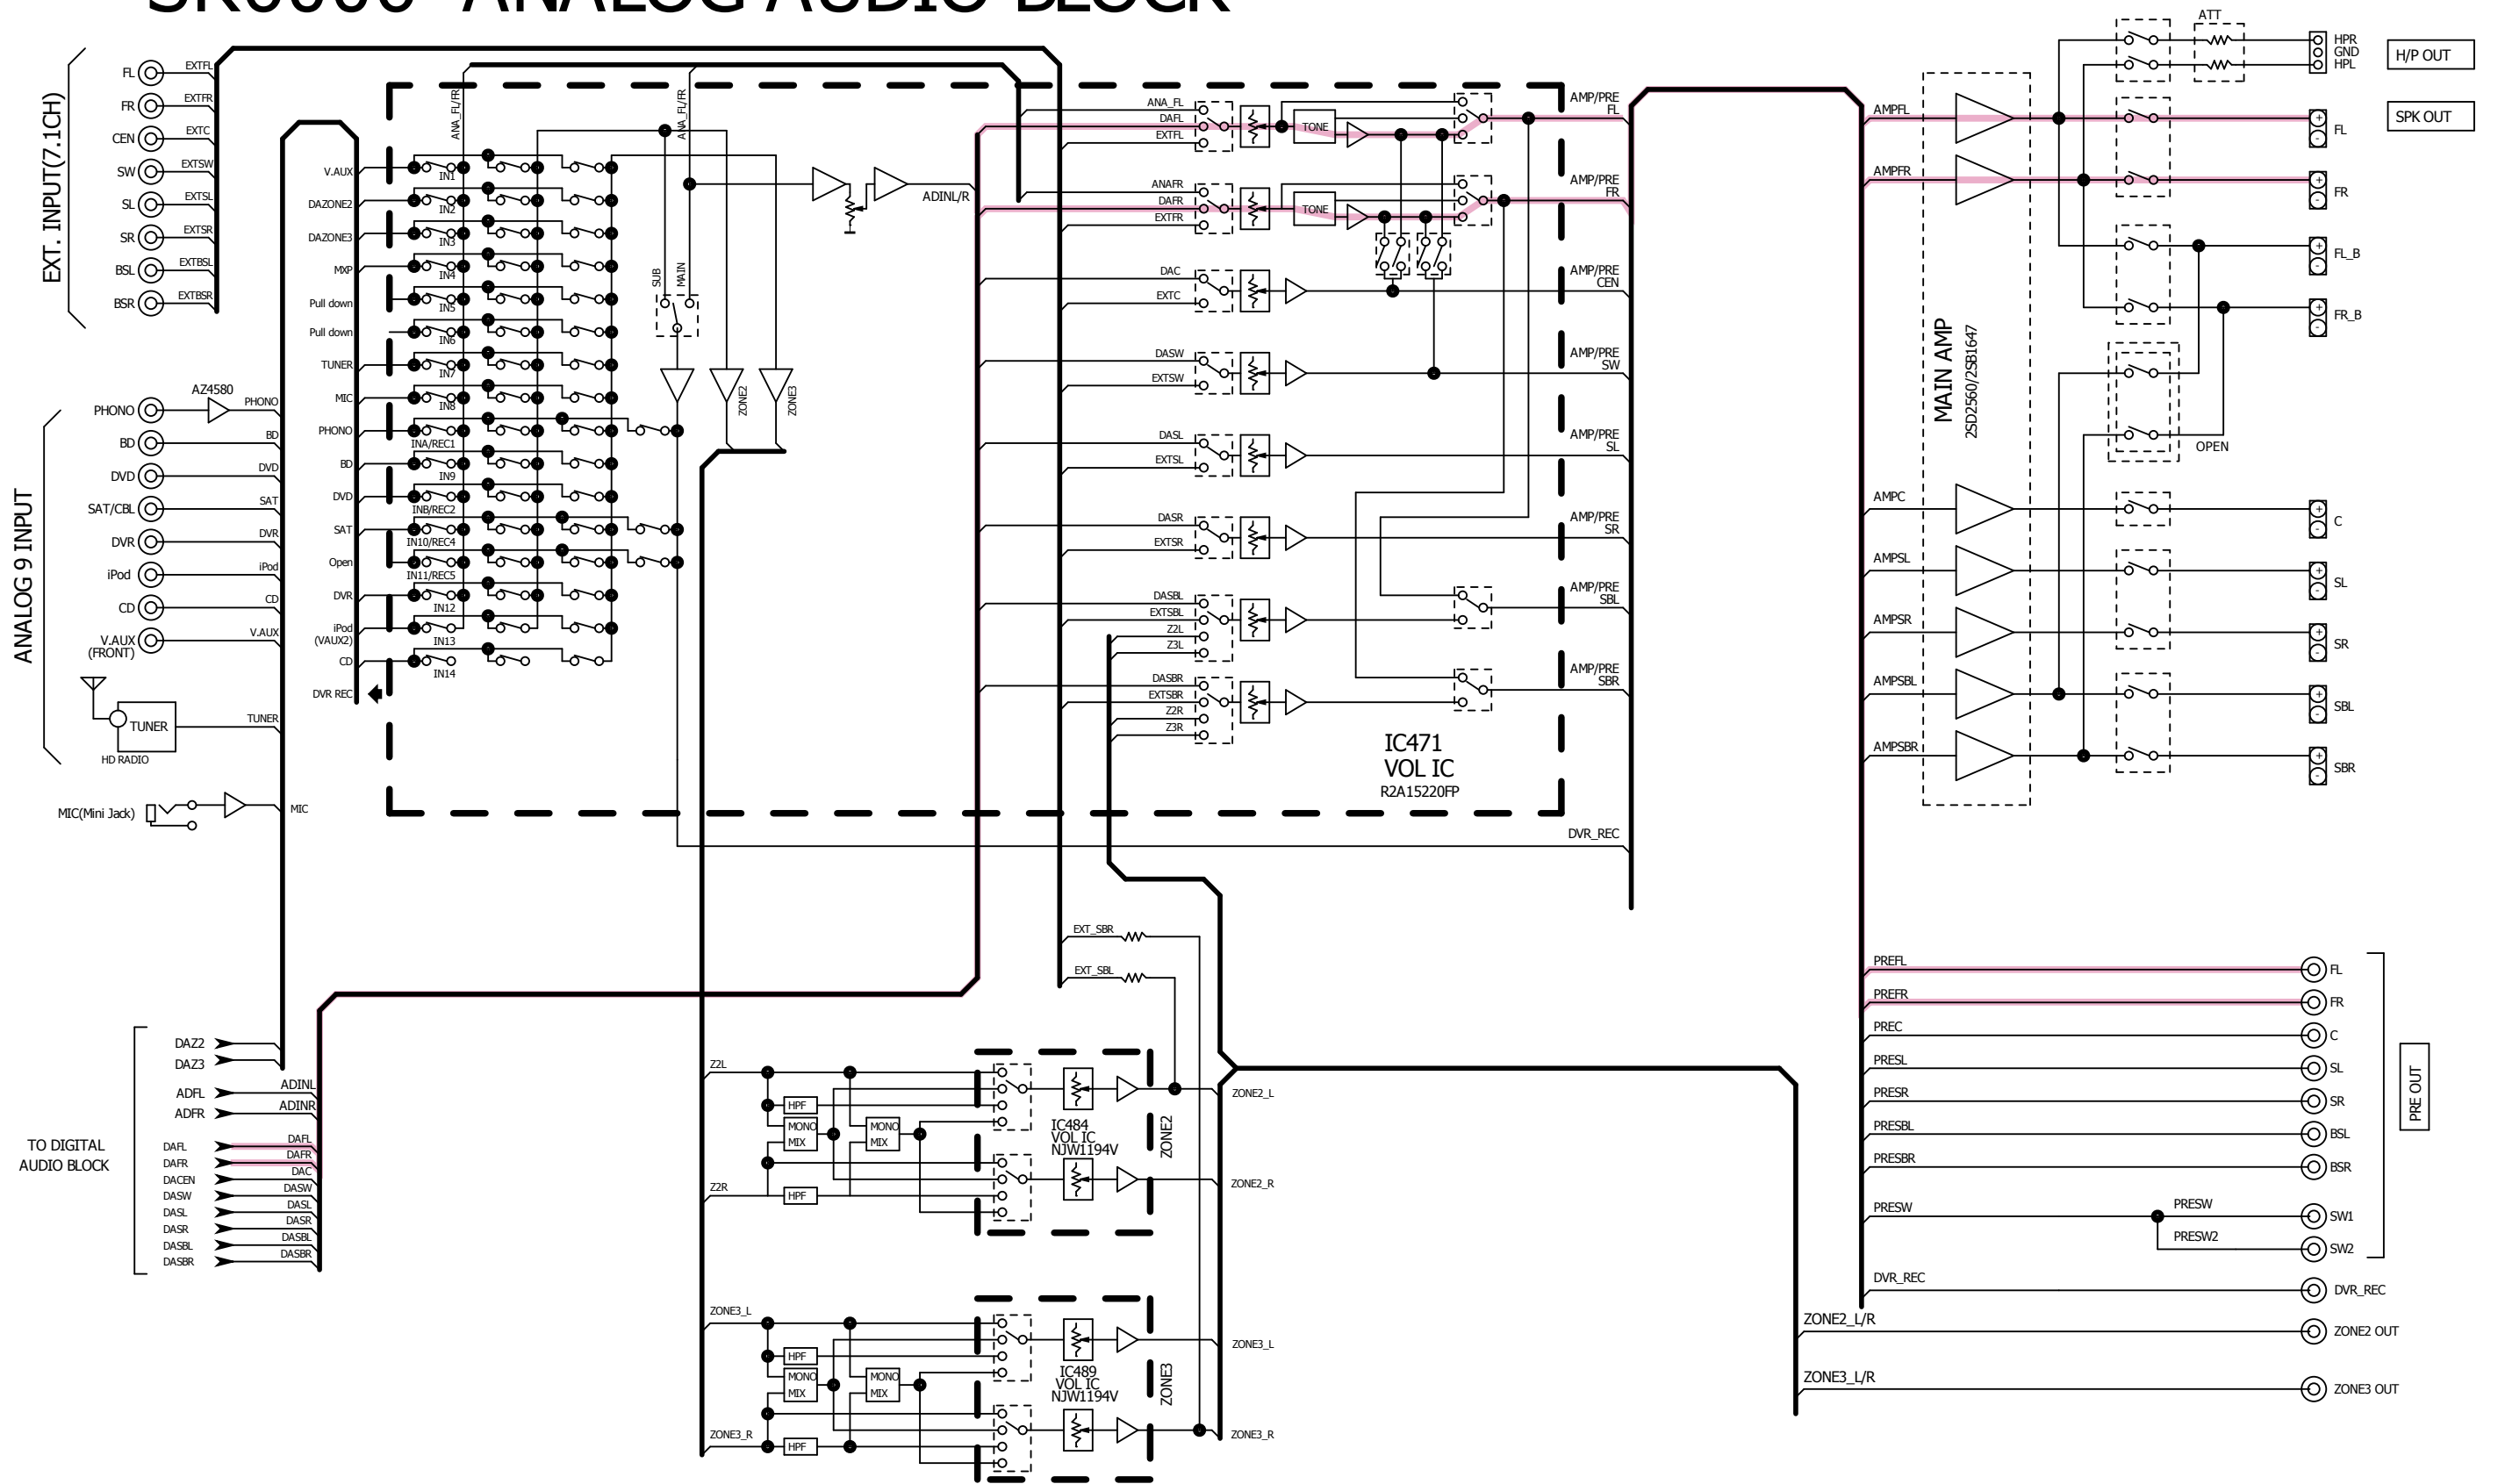 ANALOG AUDIO BLOCK
EXT. INPUT(7.1CH)
FL
EXTFL
FR
EXTFR
CEN
EXTC
SW
EXTSW
SL
EXTSL
SR
EXTSR
BSL
EXTBSL
BSR
EXTBSR
ANALOG 9 INPUT
AZ4580
PHONO
PHONO
BD
BD
DVD
DVD
SAT/CBL
SAT
DVR
DVR
iPod
iPod
CD
CD
V.AUX
(FRONT)
V.AUX
TUNER
TUNER
HD RADIO
MIC(Mini Jack)
MIC
TO DIGITAL
AUDIO BLOCK
DAZ2
DAZ3
ADFL
ADINL
ADFR
ADINR
DAFL
DAFL
DAFR
DAFR
DACEN
DAC
DASW
DASW
DASL
DASL
DASR
DASR
DASBL
DASBL
DASBR
DASBR
V.AUX
DAZONE2
DAZONE3
MXP
Pull down
Pull down
TUNER
MIC
PHONO
BD
DVD
SAT
Open
DVR
iPod
(VAUX2)
CD
DVR REC
IN1
IN2
IN3
IN4
IN5
IN6
IN7
IN8
INA/REC1
IN9
INB/REC2
IN10/REC4
IN11/REC5
IN12
IN13
IN14
ANA_FL/FR
ANA_FL/FR
SUB
MAIN
ZONE2
ZONE3
ADINL/R
ANA_FL
DAFL
EXTFL
TONE
AMP/PRE
FL
ANAFR
DAFR
EXTFR
TONE
AMP/PRE
FR
DAC
EXTC
AMP/PRE
CEN
DASW
EXTSW
AMP/PRE
SW
DASL
EXTSL
AMP/PRE
SL
DASR
EXTSR
AMP/PRE
SR
DASBL
EXTSBL
Z2L
Z3L
AMP/PRE
SBL
DASBR
EXTSBR
Z2R
Z3R
AMP/PRE
SBR
IC471
VOL IC
R2A15220FP
DVR_REC
EXT_SBR
EXT_SBL
Z2L
HPF
MONO
MIX
MONO
MIX
Z2R
HPF
IC484
VOL IC
NJW1194V
ZONE2
ZONE2_L
ZONE2_R
ZONE3_L
HPF
MONO
MIX
MONO
MIX
ZONE3_R
HPF
IC489
VOL IC
NJW1194V
ZONE3
ZONE3_L
ZONE3_R
ATT
HPR
GND
HPL
H/P OUT
SPK OUT
AMPFL
+
-
FL
AMPFR
+
-
FR
+
-
FL_B
+
-
FR_B
MAIN AMP
2SD2560/2SB1647
OPEN
AMPC
+
-
C
AMPSL
+
-
SL
AMPSR
+
-
SR
AMPSBL
+
-
SBL
AMPSBR
+
-
SBR
PREFL
FL
PREFR
FR
PREC
C
PRESL
SL
PRESR
SR
PRESBL
BSL
PRESBR
BSR
PRESW
PRESW
SW1
PRESW2
SW2
PRE OUT
DVR_REC
DVR_REC
ZONE2_L/R
ZONE2 OUT
ZONE3_L/R
ZONE3 OUT